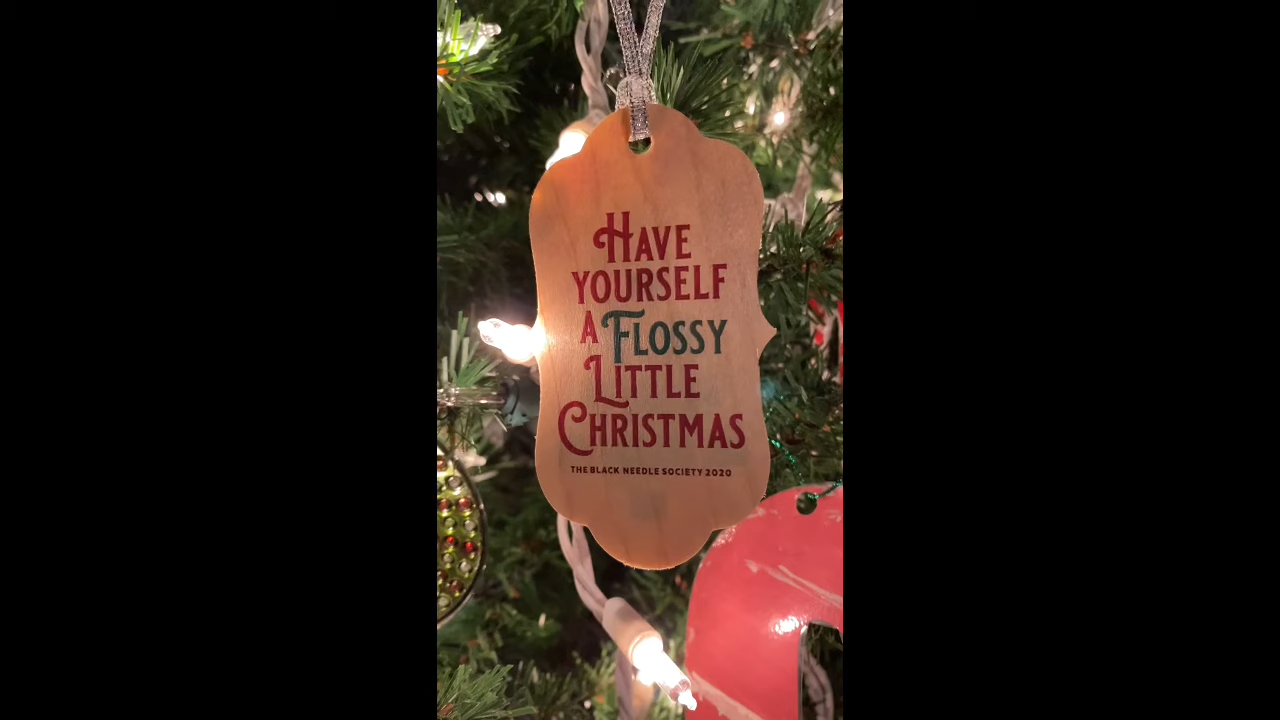 HAVE
YOURSELF
A FLOSSY
LITTLE
CHRISTMAS
THE BLACK NEEDLE SOCIETY 2020